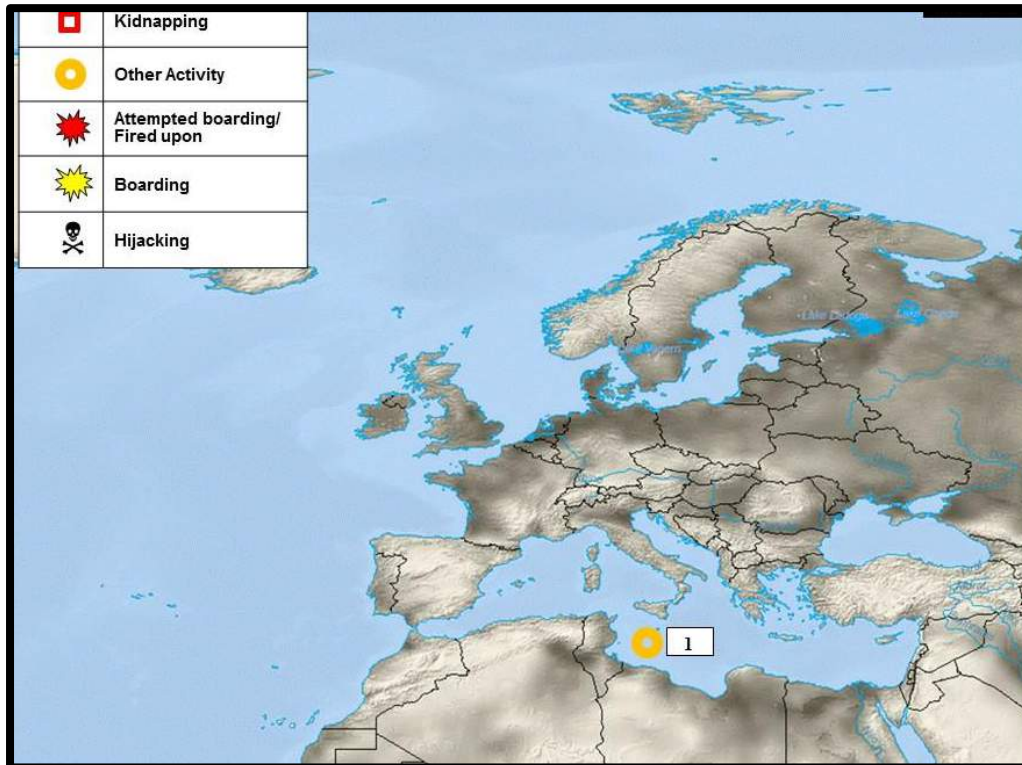 Kidnapping
Other Activity
Attempted boarding/
Fired upon
Boarding
Hijacking
1